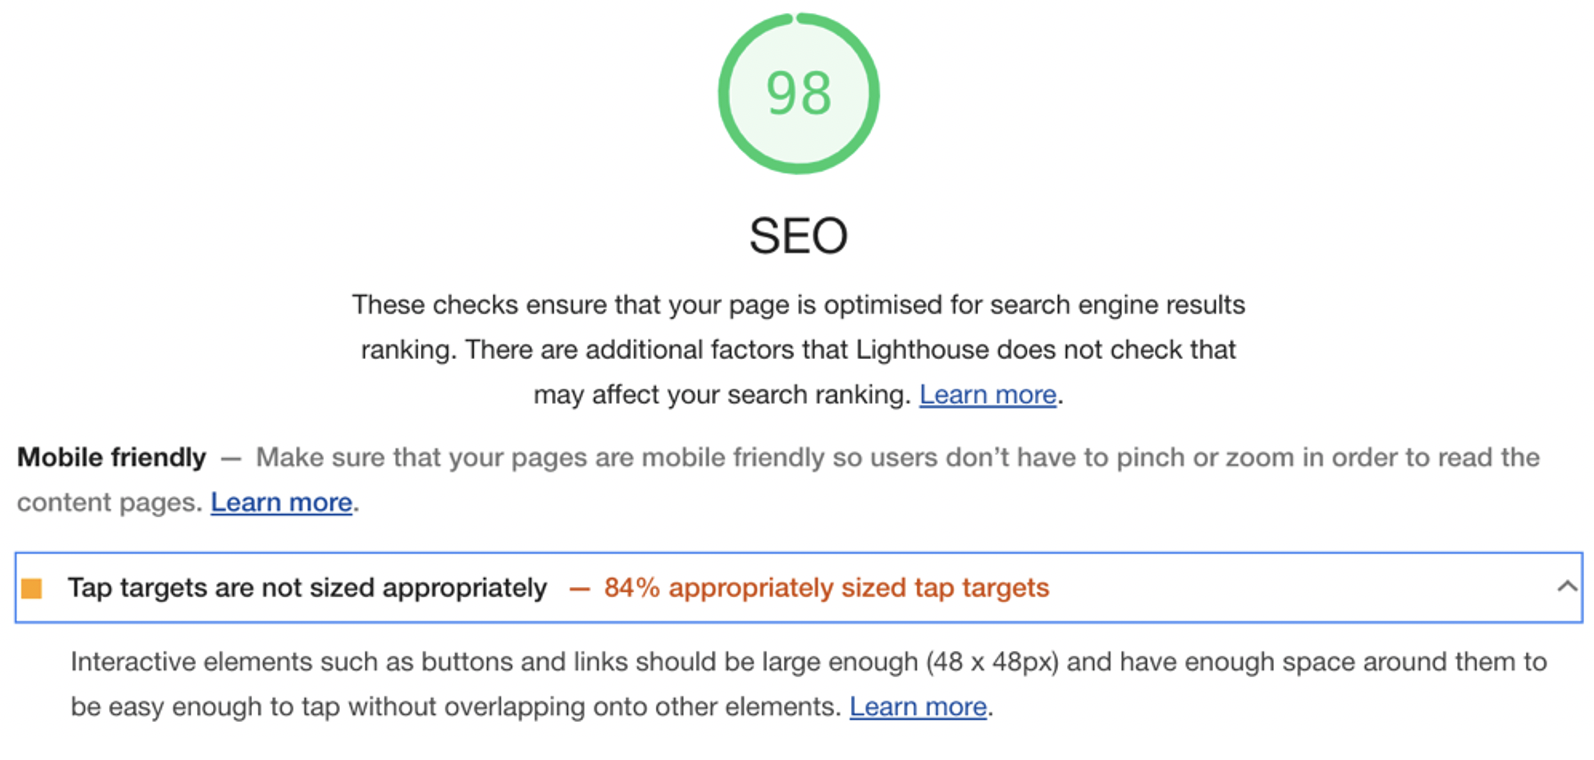 98
SEO
These checks ensure that your page is optimised for search engine results
ranking. There are additional factors that Lighthouse does not check that
may affect your search ranking. Learn more.
Mobile friendly — Make sure that your pages are mobile friendly so users don’t have to pinch or zoom in order to read the
content pages. Learn more.
Tap targets are not sized appropriately — 84% appropriately sized tap targets
Interactive elements such as buttons and links should be large enough (48 x 48px) and have enough space around them to
be easy enough to tap without overlapping onto other elements. Learn more.